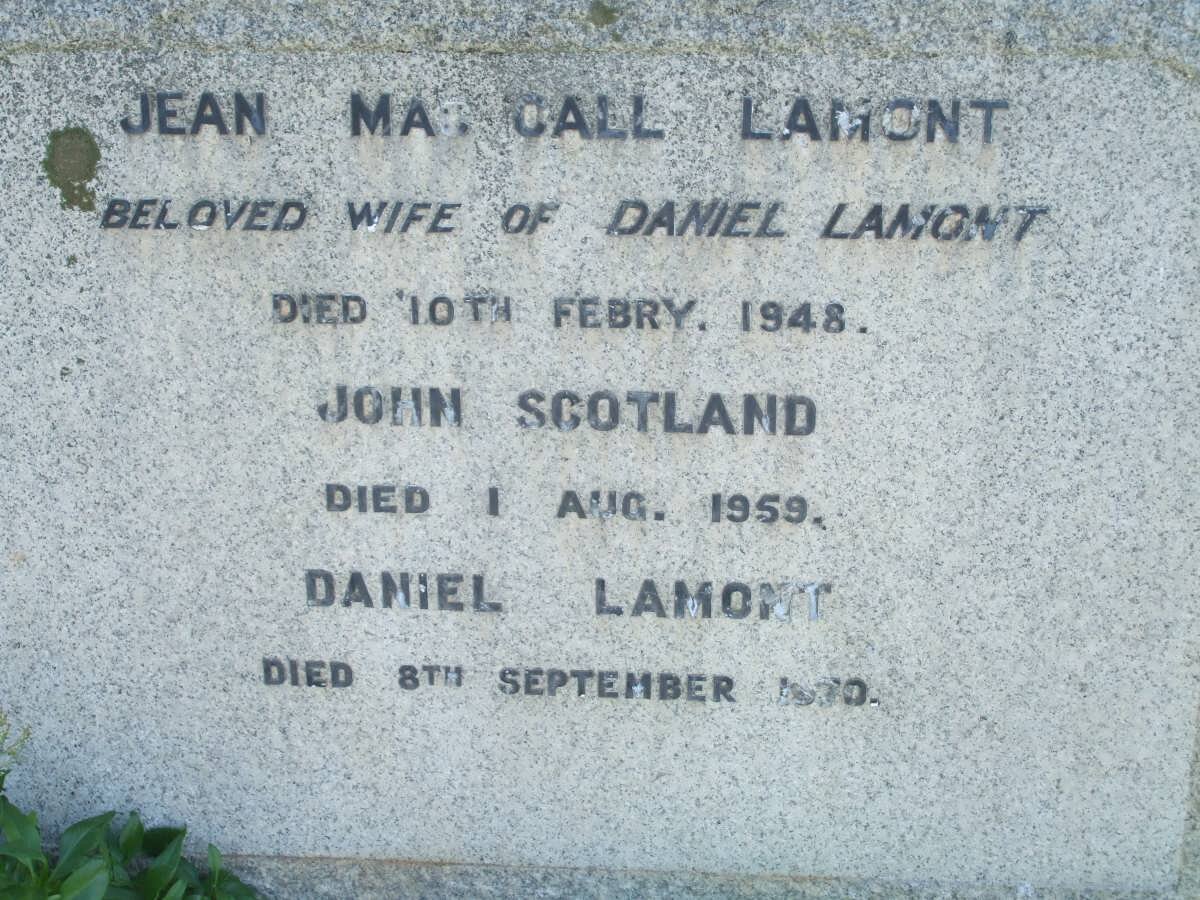 JEAN MAC CALL LAMONT
BELOVED WIFE OF DANIEL LAMONT
DIED 10TH FEBRY. 1948.
JOHN SCOTLAND
DIED 1 AUG. 1959.
DANIEL LAMONT
DIED 8TH SEPTEMBER 1970.